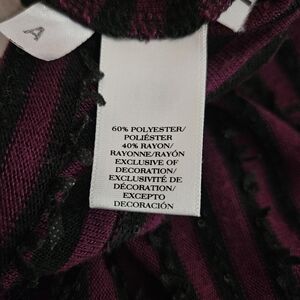 A
60% POLYESTER/
POLIÉSTER
40% RAYON/
RAYONNE/RAYÓN
EXCLUSIVE OF
DECORATION/
EXCLUSIVITÉ DE
DÉCORATION/
EXCEPTO
DECORACIÓN